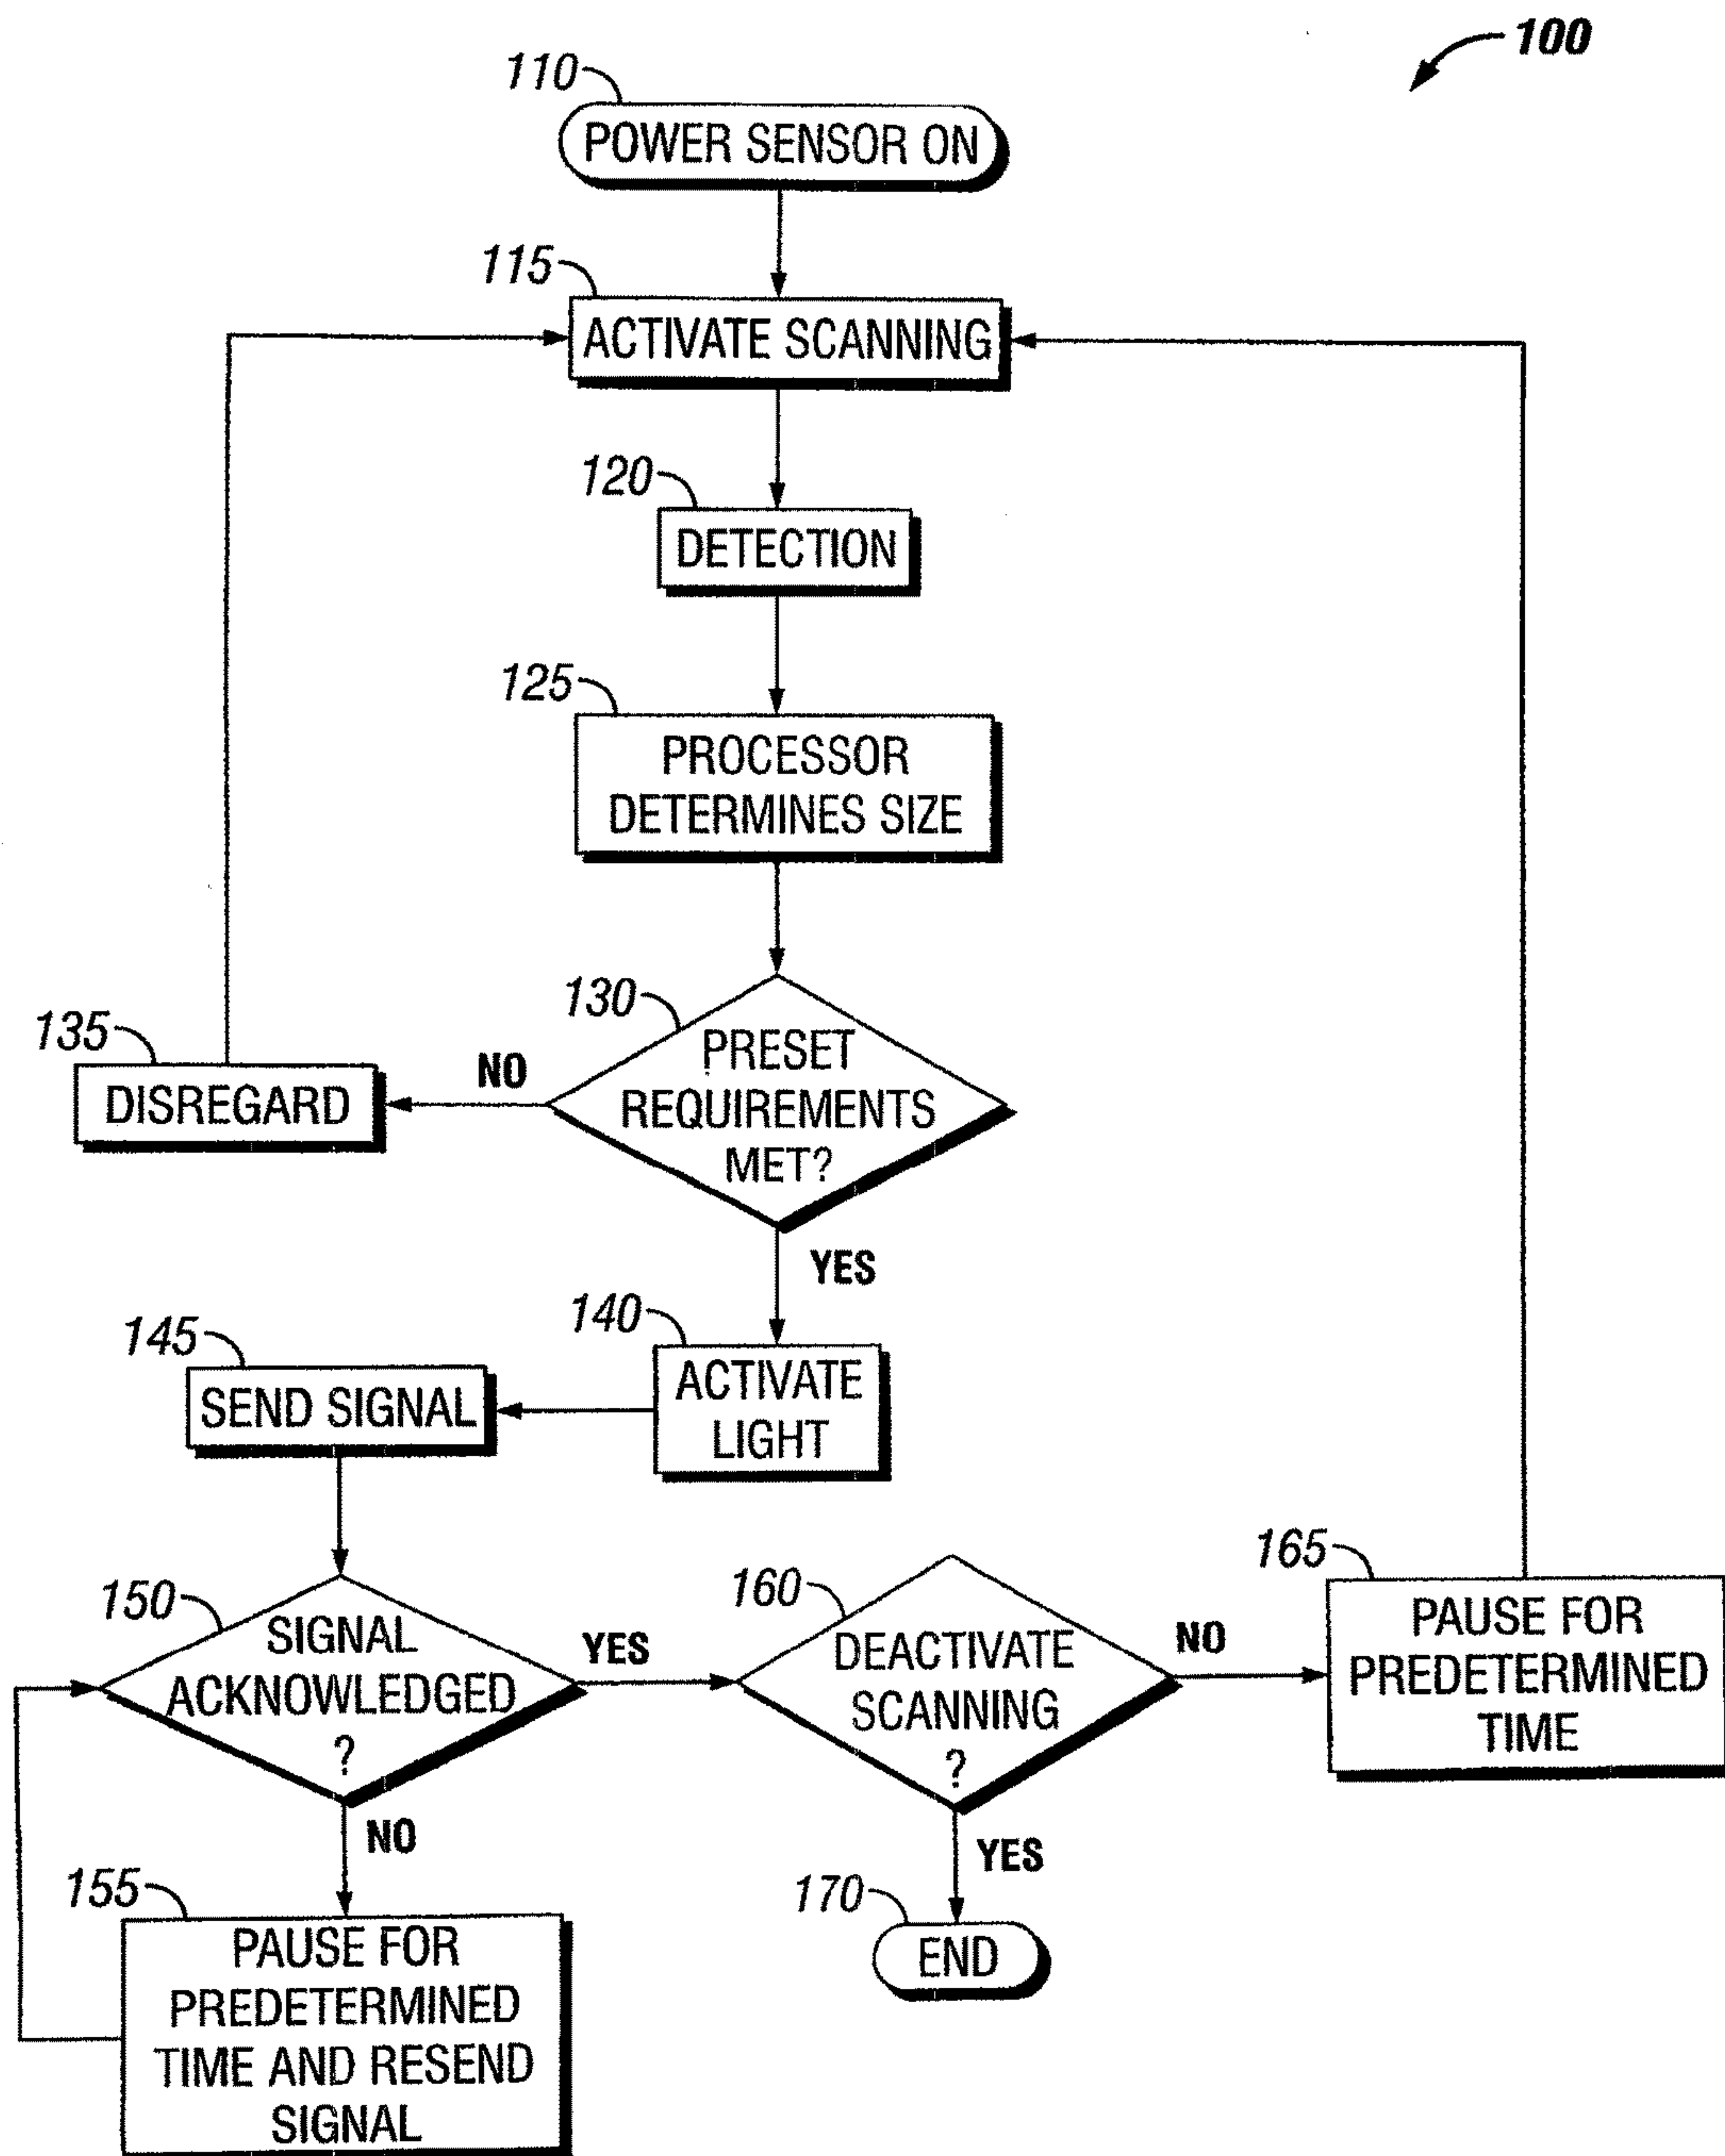 100
110
POWER SENSOR ON
115
ACTIVATE SCANNING
120
DETECTION
125
PROCESSOR
DETERMINES SIZE
130
PRESET
REQUIREMENTS
MET?
NO
135
DISREGARD
YES
140
ACTIVATE
LIGHT
145
SEND SIGNAL
150
SIGNAL
ACKNOWLEDGED
?
YES
160
DEACTIVATE
SCANNING
?
NO
165
PAUSE FOR
PREDETERMINED
TIME
NO
155
PAUSE FOR
PREDETERMINED
TIME AND RESEND
SIGNAL
YES
170
END